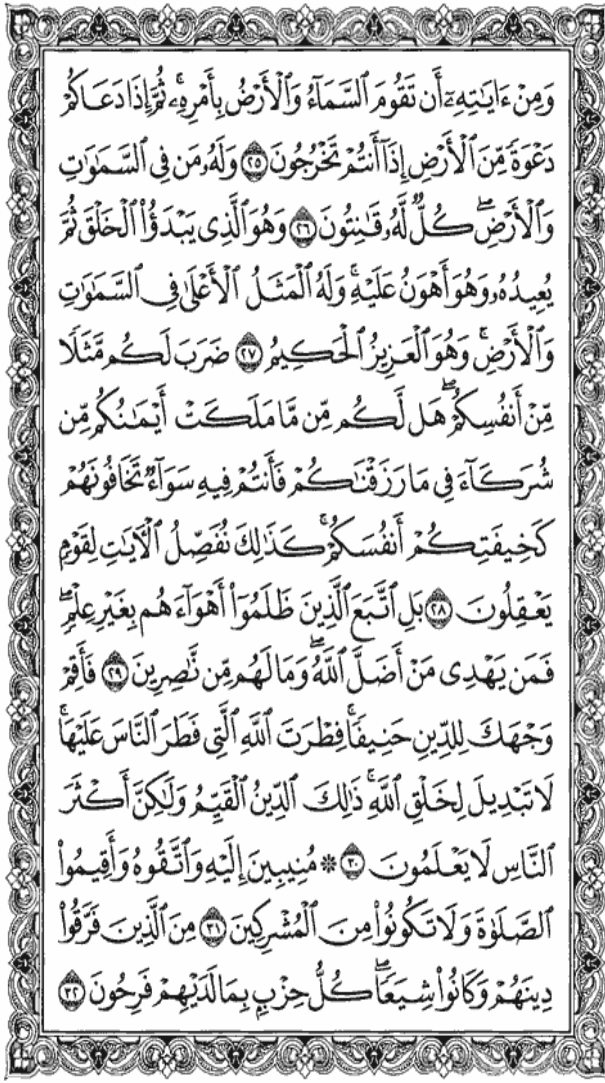 وَمِنْ ءَايَٰتِهِۦٓ أَن تَقُومَ ٱلسَّمَآءُ وَٱلْأَرْضُ بِأَمْرِهِۦ ۚ ثُمَّ إِذَا دَعَاكُمْ
دَعْوَةً مِّنَ ٱلْأَرْضِ إِذَآ أَنتُمْ تَخْرُجُونَ ٢٥ وَلَهُۥ مَن فِى ٱلسَّمَٰوَٰتِ
وَٱلْأَرْضِ ۖ كُلٌّ لَّهُۥ قَٰنِتُونَ ٢٦ وَهُوَ ٱلَّذِى يَبْدَؤُا۟ ٱلْخَلْقَ ثُمَّ
يُعِيدُهُۥ وَهُوَ أَهْوَنُ عَلَيْهِ ۚ وَلَهُ ٱلْمَثَلُ ٱلْأَعْلَىٰ فِى ٱلسَّمَٰوَٰتِ
وَٱلْأَرْضِ ۚ وَهُوَ ٱلْعَزِيزُ ٱلْحَكِيمُ ٢٧ ضَرَبَ لَكُم مَّثَلًا
مِّنْ أَنفُسِكُمْ ۖ هَل لَّكُم مِّن مَّا مَلَكَتْ أَيْمَٰنُكُم مِّن
شُرَكَآءَ فِى مَا رَزَقْنَٰكُمْ فَأَنتُمْ فِيهِ سَوَآءٌ تَخَافُونَهُمْ
كَخِيفَتِكُمْ أَنفُسَكُمْ ۚ كَذَٰلِكَ نُفَصِّلُ ٱلْءَايَٰتِ لِقَوْمٍ
يَعْقِلُونَ ٢٨ بَلِ ٱتَّبَعَ ٱلَّذِينَ ظَلَمُوٓا۟ أَهْوَآءَهُم بِغَيْرِ عِلْمٍ ۖ
فَمَن يَهْدِى مَنْ أَضَلَّ ٱللَّهُ ۖ وَمَا لَهُم مِّن نَّٰصِرِينَ ٢٩ فَأَقِمْ
وَجْهَكَ لِلدِّينِ حَنِيفًا ۚ فِطْرَتَ ٱللَّهِ ٱلَّتِى فَطَرَ ٱلنَّاسَ عَلَيْهَا ۚ
لَا تَبْدِيلَ لِخَلْقِ ٱللَّهِ ۚ ذَٰلِكَ ٱلدِّينُ ٱلْقَيِّمُ وَلَٰكِنَّ أَكْثَرَ
ٱلنَّاسِ لَا يَعْلَمُونَ ٣٠ ۞ مُنِيبِينَ إِلَيْهِ وَٱتَّقُوهُ وَأَقِيمُوا۟
ٱلصَّلَوٰةَ وَلَا تَكُونُوا۟ مِنَ ٱلْمُشْرِكِينَ ٣١ مِنَ ٱلَّذِينَ فَرَّقُوا۟
دِينَهُمْ وَكَانُوا۟ شِيَعًا ۖ كُلُّ حِزْبٍۭ بِمَا لَدَيْهِمْ فَرِحُونَ ٣٢